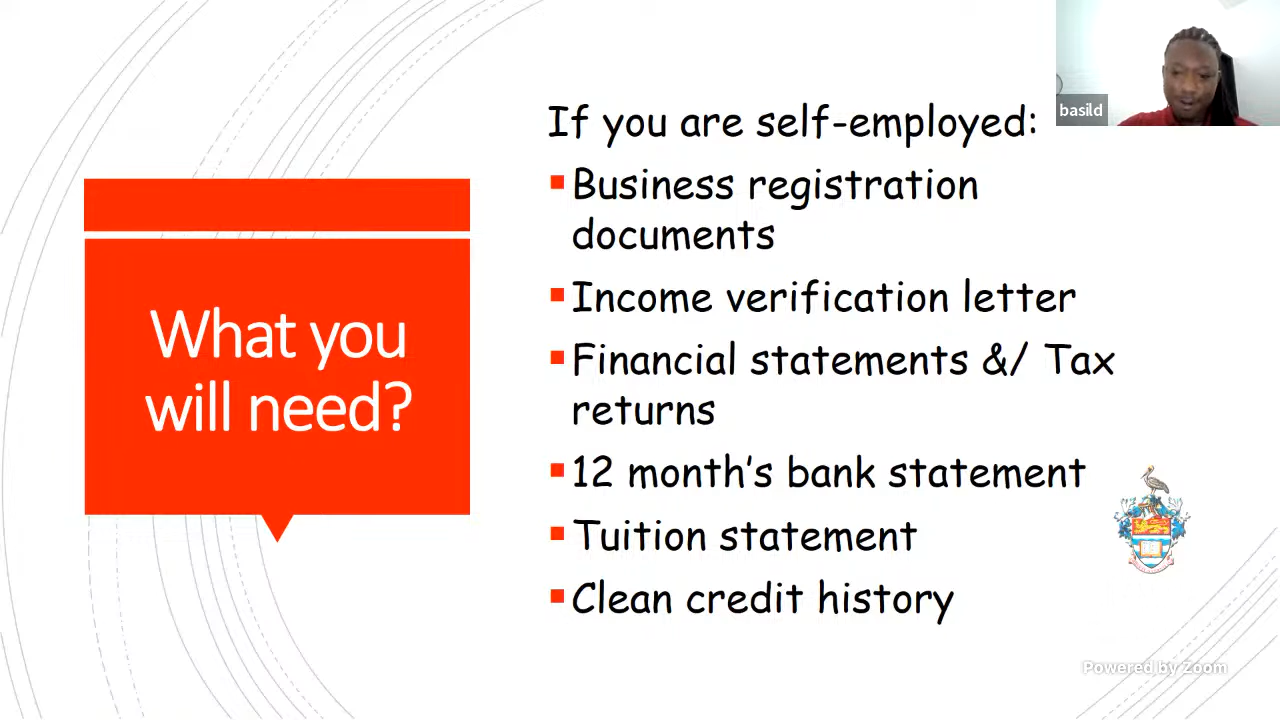 What you
will need?
If you are self-employed:
Business registration
documents
Income verification letter
Financial statements &/ Tax
returns
12 month's bank statement
Tuition statement
Clean credit history
basild
Powered by Zoom